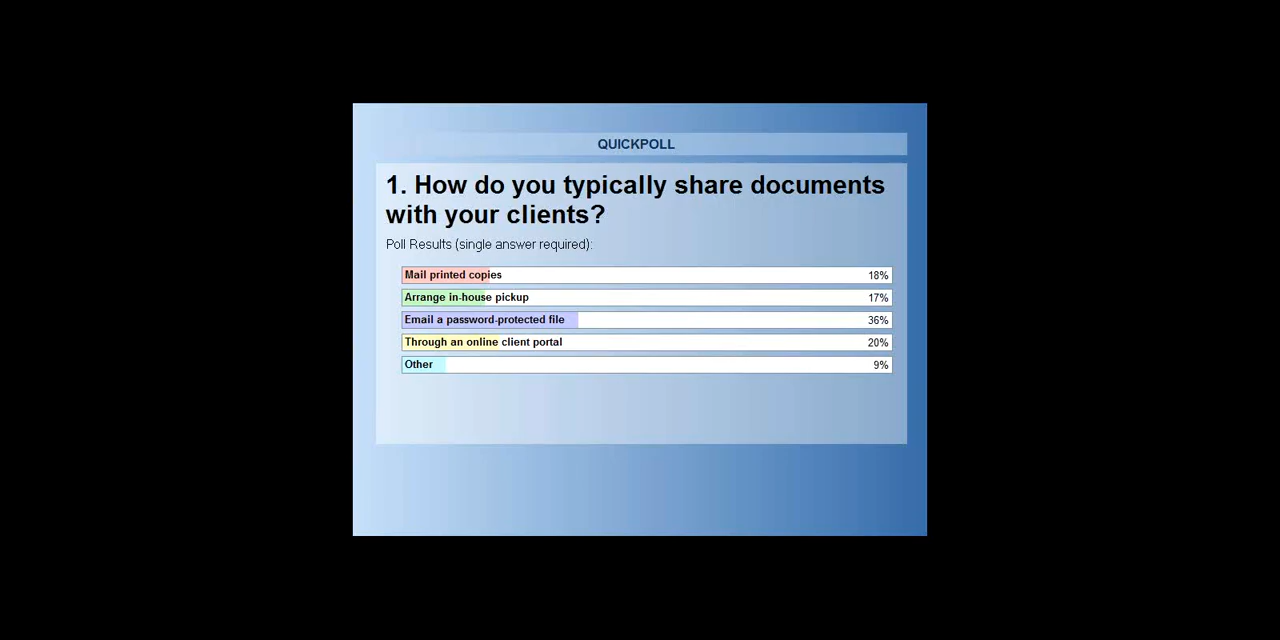 QUICKPOLL
1. How do you typically share documents
with your clients?
Poll Results (single answer required):
Mail printed copies 18%
Arrange in-house pickup 17%
Email a password-protected file 36%
Through an online client portal 20%
Other 9%